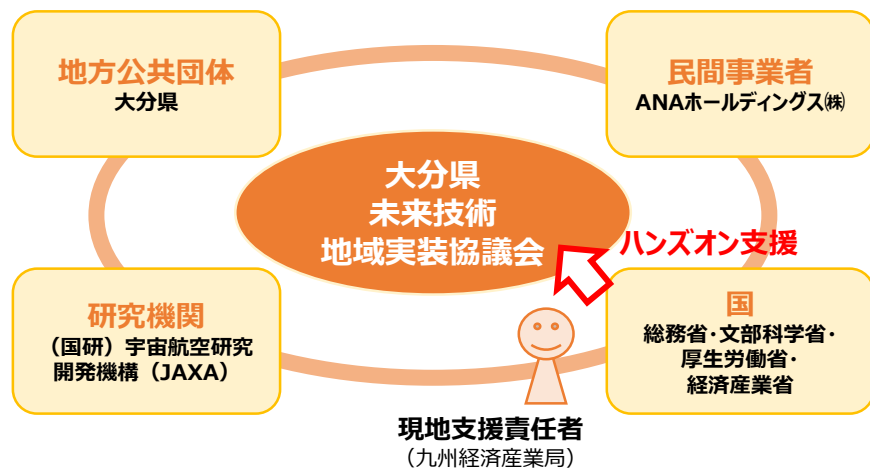 地方公共団体
大分県
民間事業者
ANAホールディングス㈱
大分県
未来技術
地域実装協議会
ハンズオン支援
研究機関
（国研）宇宙航空研究
開発機構（JAXA）
国
総務省・文部科学省・
厚生労働省・
経済産業省
現地支援責任者
（九州経済産業局）